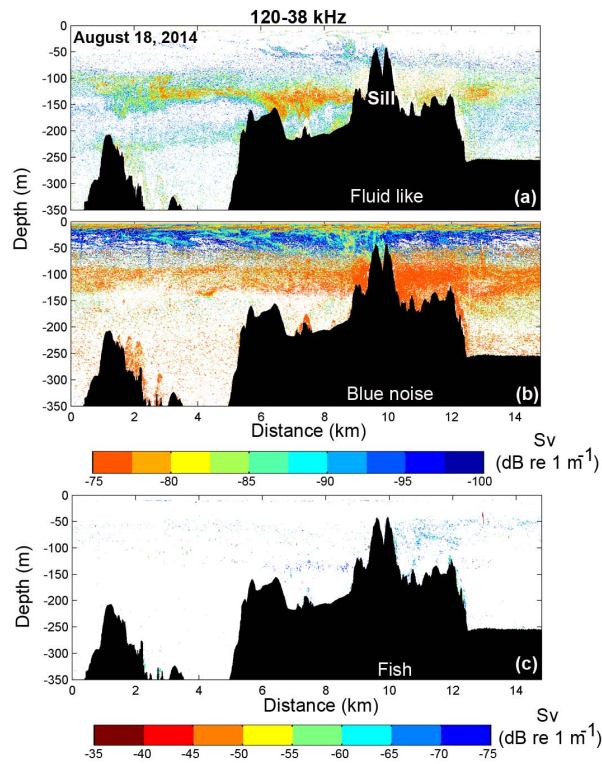 120-38 kHz
August 18, 2014
0
-50
-100
-150
-200
-250
-300
-350
Sill
Fluid like
(a)
Depth (m)
0
-50
-100
-150
-200
-250
-300
-350
Blue noise
(b)
0 2 4 6 8 10 12 14
Distance (km)
Sv
(dB re 1 m-1)
-75 -80 -85 -90 -95 -100
0
-50
-100
-150
-200
-250
-300
-350
Depth (m)
Fish
(c)
0 2 4 6 8 10 12 14
Distance (km)
Sv
(dB re 1 m-1)
-35 -40 -45 -50 -55 -60 -65 -70 -75